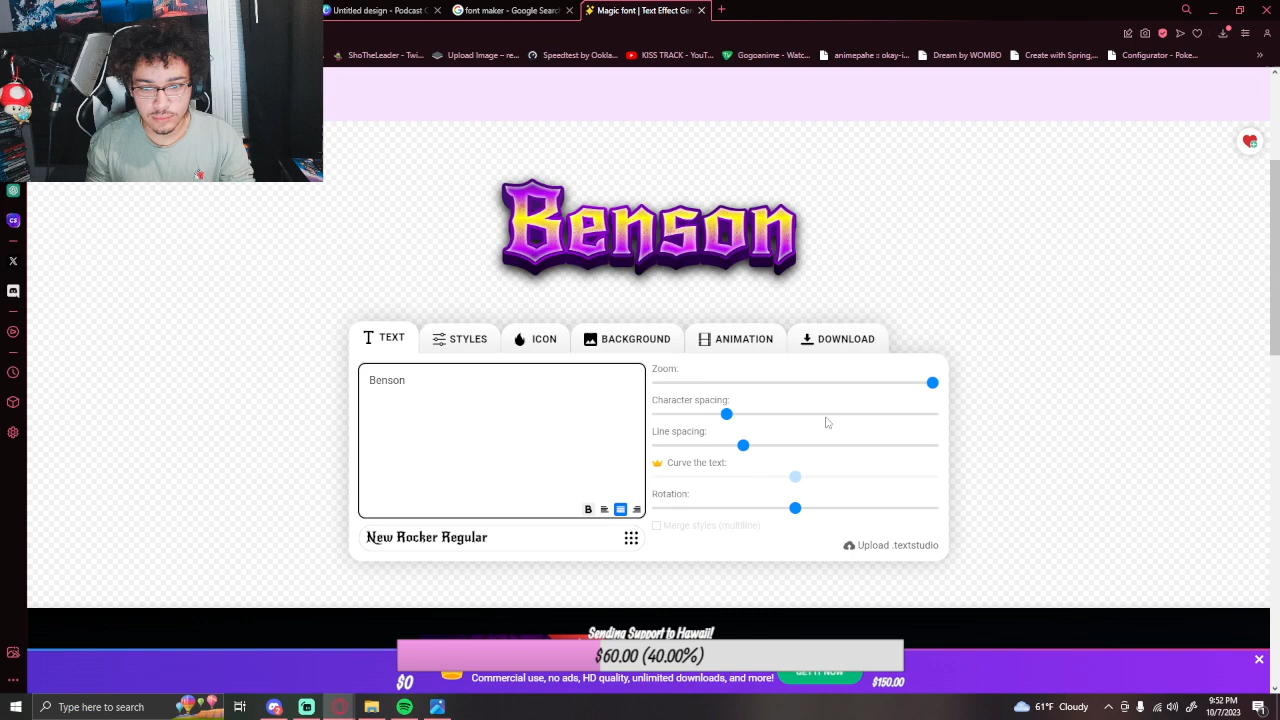 Untitled design - Podcast C
font maker - Google Searc
Magic font | Text Effect Ger
ShoTheLeader - Twi...
Upload Image -- re...
Speedtest by Ookla...
KISS TRACK - YouT...
Gogoanime - Watc...
animepahe :: okay-i...
Dream by WOMBO
Create with Spring,...
Configurator - Poke...
Benson
TEXT
STYLES
ICON
BACKGROUND
ANIMATION
DOWNLOAD
Benson
Zoom:
Character spacing:
Line spacing:
Curve the text:
Rotation:
Merge styles (multiline)
B
New Rocker Regular
Upload .textstudio
CS
Sending Support to Hawaii!
$60.00 (40.00%)
$0
Commercial use, no ads, HD quality, unlimited downloads, and more!
GET IT NOW
$150.00
Type here to search
61°F
Cloudy
9:52 PM
10/7/2023